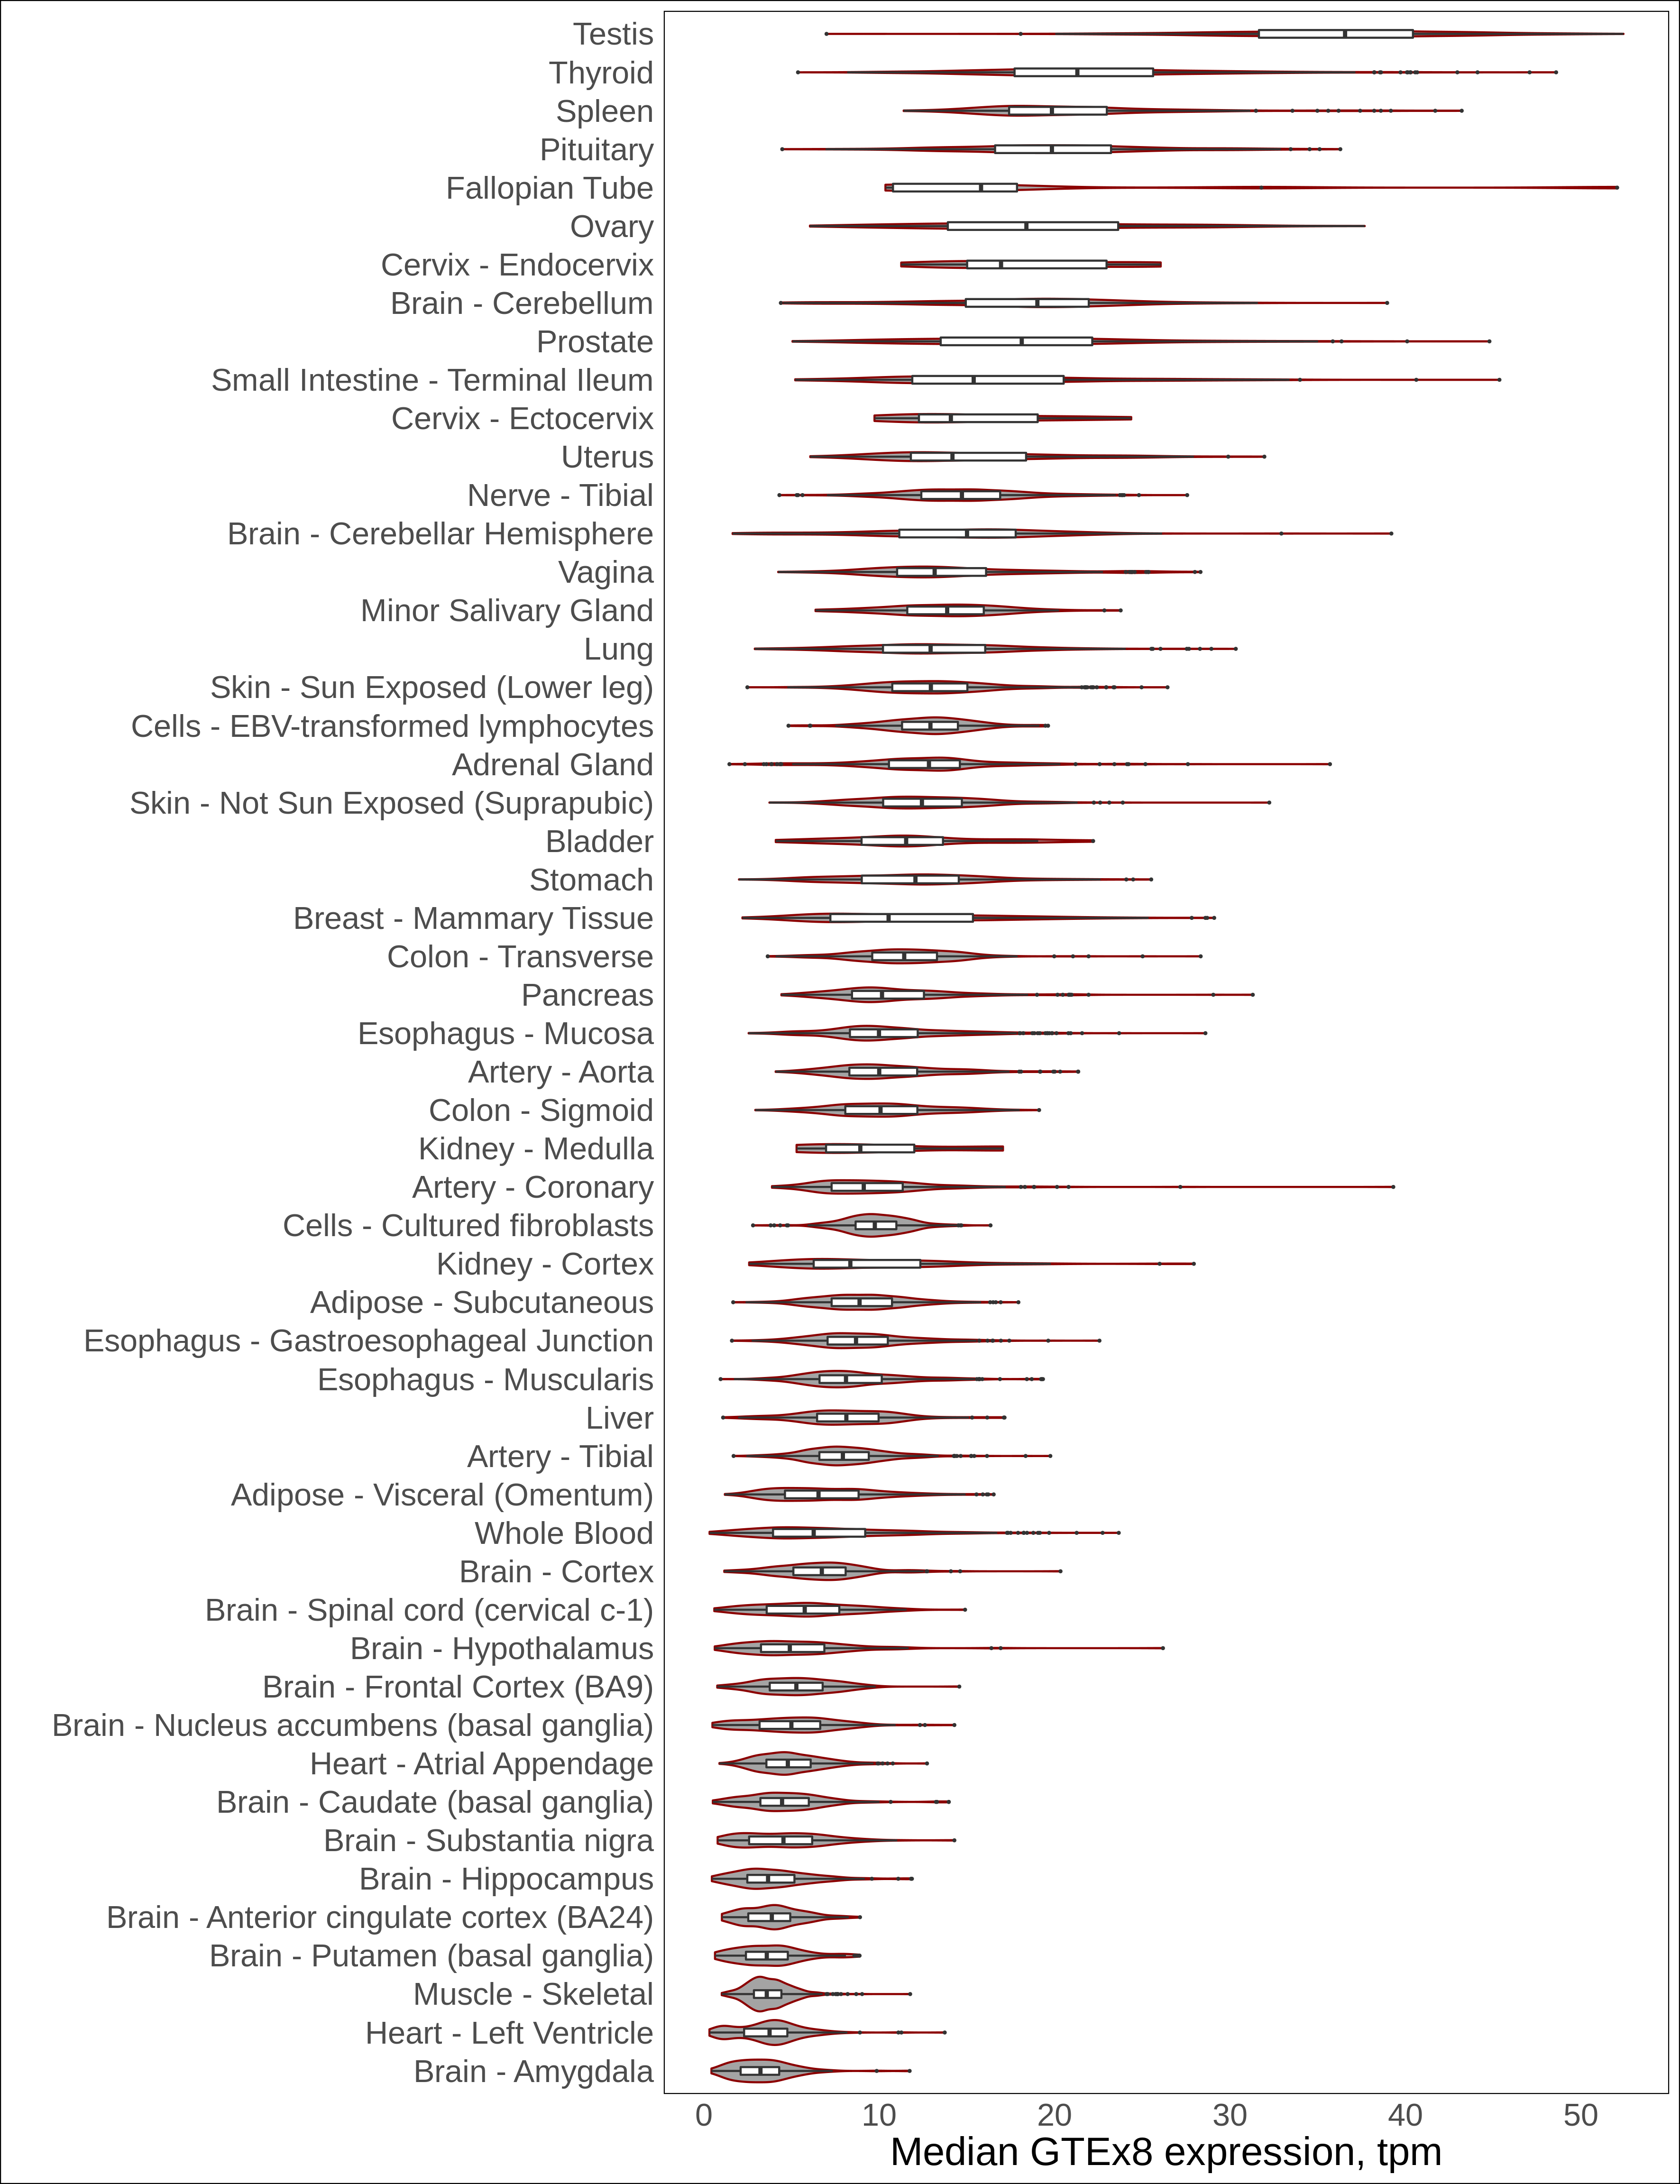 Testis
Thyroid
Spleen
Pituitary
Fallopian Tube
Ovary
Cervix - Endocervix
Brain - Cerebellum
Prostate
Small Intestine - Terminal Ileum
Cervix - Ectocervix
Uterus
Nerve - Tibial
Brain - Cerebellar Hemisphere
Vagina
Minor Salivary Gland
Lung
Skin - Sun Exposed (Lower leg)
Cells - EBV-transformed lymphocytes
Adrenal Gland
Skin - Not Sun Exposed (Suprapubic)
Bladder
Stomach
Breast - Mammary Tissue
Colon - Transverse
Pancreas
Esophagus - Mucosa
Artery - Aorta
Colon - Sigmoid
Kidney - Medulla
Artery - Coronary
Cells - Cultured fibroblasts
Kidney - Cortex
Adipose - Subcutaneous
Esophagus - Gastroesophageal Junction
Esophagus - Muscularis
Liver
Artery - Tibial
Adipose - Visceral (Omentum)
Whole Blood
Brain - Cortex
Brain - Spinal cord (cervical c-1)
Brain - Hypothalamus
Brain - Frontal Cortex (BA9)
Brain - Nucleus accumbens (basal ganglia)
Heart - Atrial Appendage
Brain - Caudate (basal ganglia)
Brain - Substantia nigra
Brain - Hippocampus
Brain - Anterior cingulate cortex (BA24)
Brain - Putamen (basal ganglia)
Muscle - Skeletal
Heart - Left Ventricle
Brain - Amygdala
0 10 20 30 40 50
Median GTEx8 expression, tpm